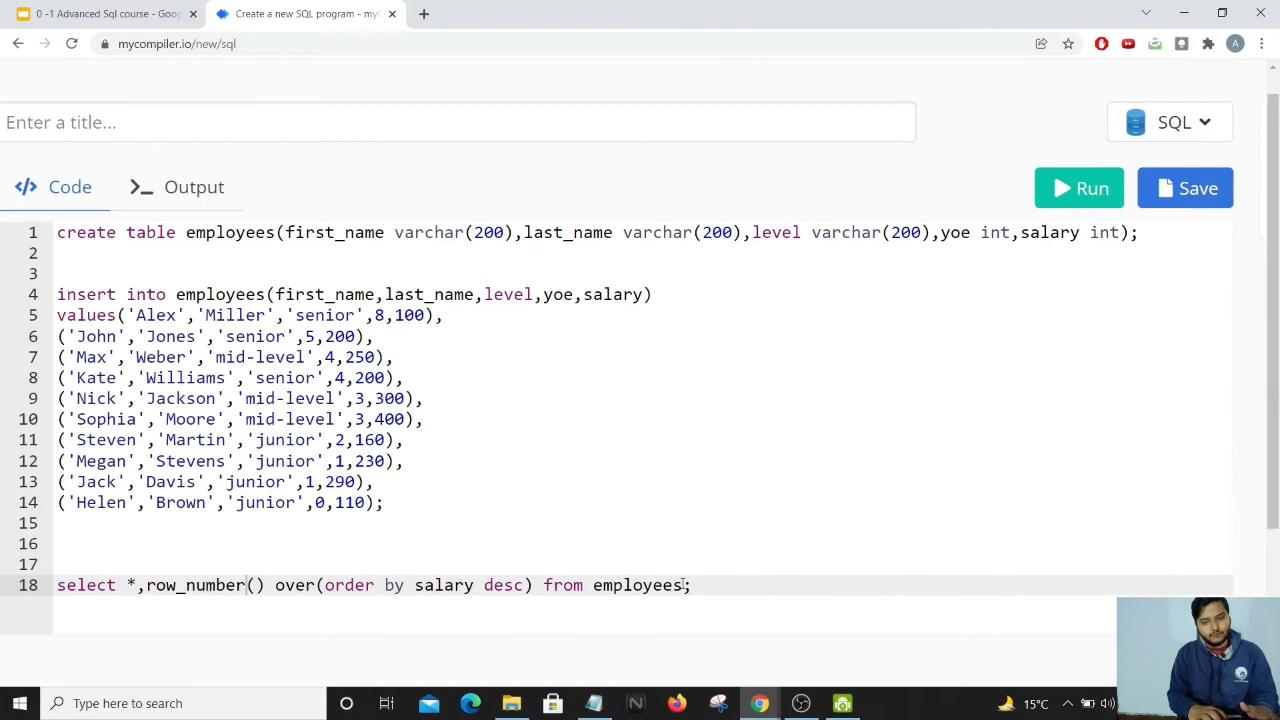 0 -1 Advanced Sql course - Goog
Create a new SQL program - myC
mycompiler.io/new/sql
A
Enter a title...
SQL
Code
Output
Run
Save
1 create table employees(first_name varchar(200),last_name varchar(200),level varchar(200),yoe int,salary int);
2
3
4 insert into employees(first_name,last_name,level,yoe,salary)
5 values('Alex','Miller','senior',8,100),
6 ('John','Jones','senior',5,200),
7 ('Max','Weber','mid-level',4,250),
8 ('Kate','Williams','senior',4,200),
9 ('Nick','Jackson','mid-level',3,300),
10 ('Sophia','Moore','mid-level',3,400),
11 ('Steven','Martin','junior',2,160),
12 ('Megan','Stevens','junior',1,230),
13 ('Jack','Davis','junior',1,290),
14 ('Helen','Brown','junior',0,110);
15
16
17
18 select *,row_number() over(order by salary desc) from employees;
Type here to search
N
15°C